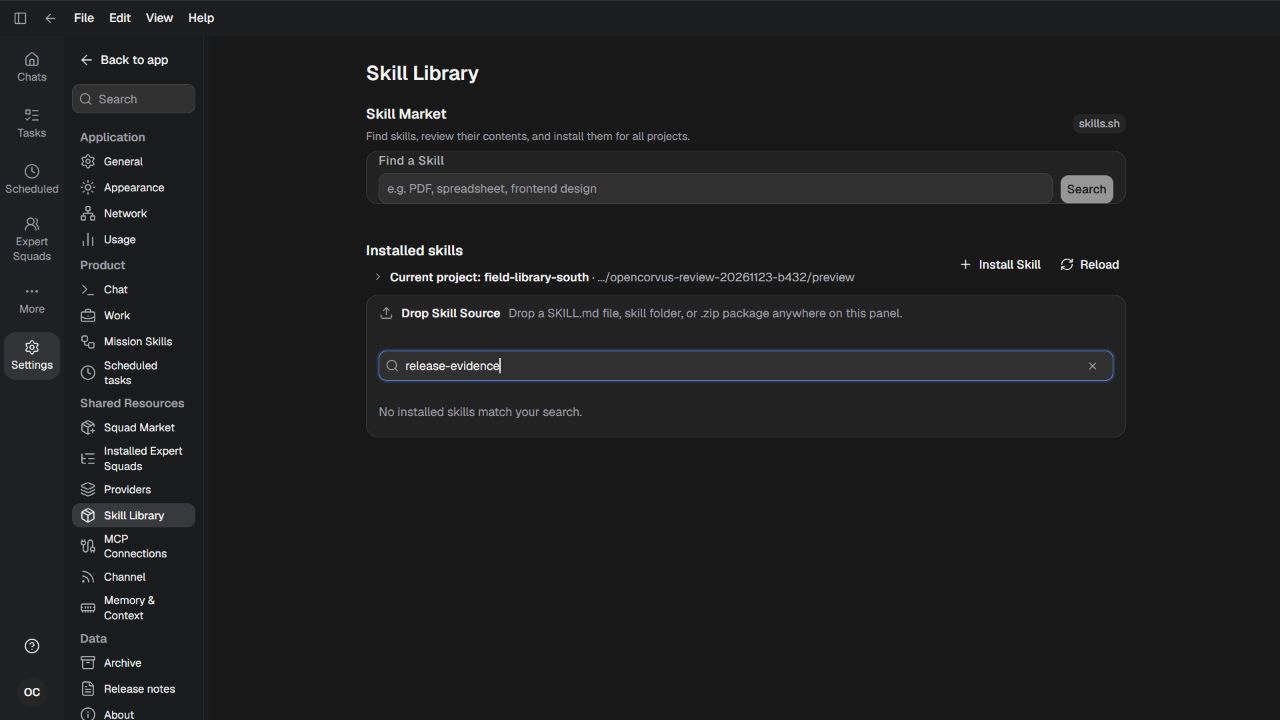 File Edit View Help
Chats
Tasks
Scheduled
Expert
Squads
More
Settings
OC
Back to app
Search
Application
General
Appearance
Network
Usage
Product
Chat
Work
Mission Skills
Scheduled
tasks
Shared Resources
Squad Market
Installed Expert
Squads
Providers
Skill Library
MCP
Connections
Channel
Memory &
Context
Data
Archive
Release notes
About
Skill Library
Skill Market
Find skills, review their contents, and install them for all projects.
skills.sh
Find a Skill
e.g. PDF, spreadsheet, frontend design
Search
Installed skills
Current project: field-library-south · .../opencorvus-review-20261123-b432/preview
Install Skill
Reload
Drop Skill Source Drop a SKILL.md file, skill folder, or .zip package anywhere on this panel.
release-evidence
No installed skills match your search.